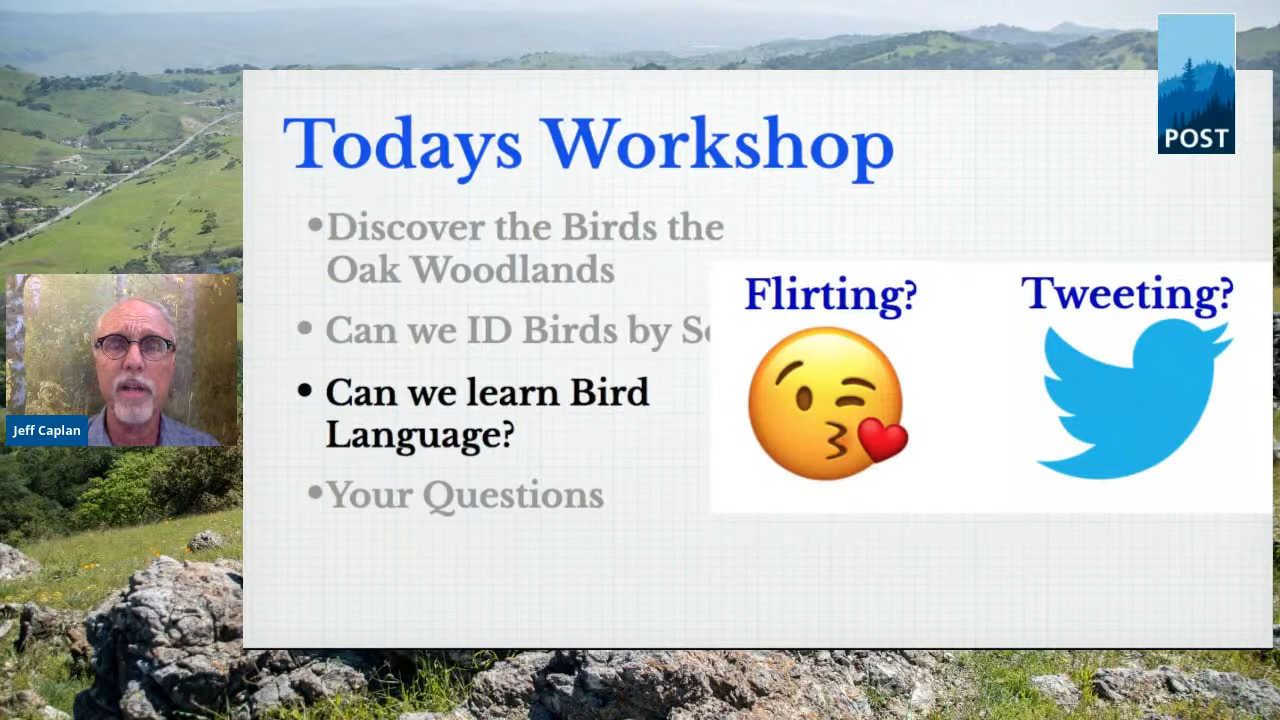 POST
Todays Workshop
•Discover the Birds the
Oak Woodlands
• Can we ID Birds by
• Can we learn Bird
Language?
•Your Questions
Flirting?
Tweeting?
Jeff Caplan